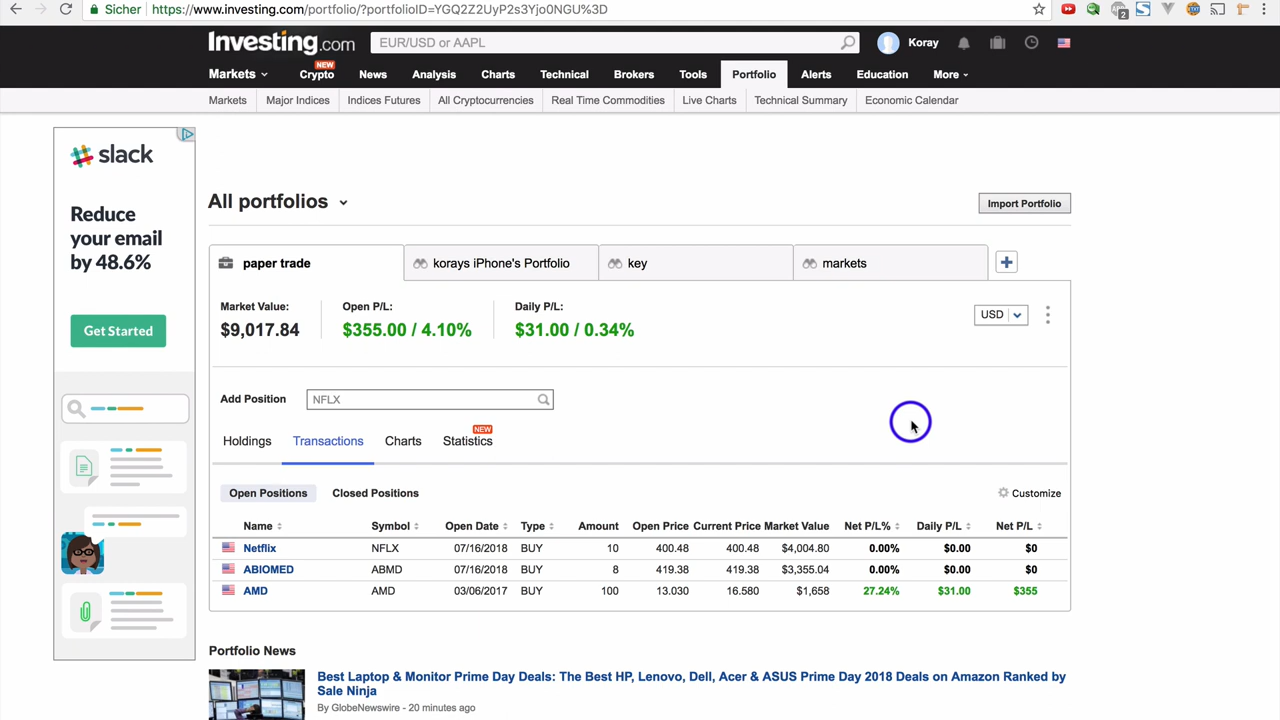 Sicher https://www.investing.com/portfolio/?portfolioID=YGQ2Z2UyP2s3Yjo0NGU%3D
2
Investing.com EUR/USD or AAPL Koray
Markets Crypto NEW News Analysis Charts Technical Brokers Tools Portfolio Alerts Education More
Markets Major Indices Indices Futures All Cryptocurrencies Real Time Commodities Live Charts Technical Summary Economic Calendar
slack
Reduce
your email
by 48.6%
Get Started
All portfolios Import Portfolio
paper trade korays iPhone's Portfolio key markets
Market Value: Open P/L: Daily P/L:
$9,017.84 $355.00 / 4.10% $31.00 / 0.34% USD
Add Position NFLX
Holdings Transactions Charts Statistics NEW
Open Positions Closed Positions Customize
Name Symbol Open Date Type Amount Open Price Current Price Market Value Net P/L% Daily P/L Net P/L
Netflix NFLX 07/16/2018 BUY 10 400.48 400.48 $4,004.80 0.00% $0.00 $0
ABIOMED ABMD 07/16/2018 BUY 8 419.38 419.38 $3,355.04 0.00% $0.00 $0
AMD AMD 03/06/2017 BUY 100 13.030 16.580 $1,658 27.24% $31.00 $355
Portfolio News
Best Laptop & Monitor Prime Day Deals: The Best HP, Lenovo, Dell, Acer & ASUS Prime Day 2018 Deals on Amazon Ranked by
Sale Ninja
By GlobeNewswire - 20 minutes ago